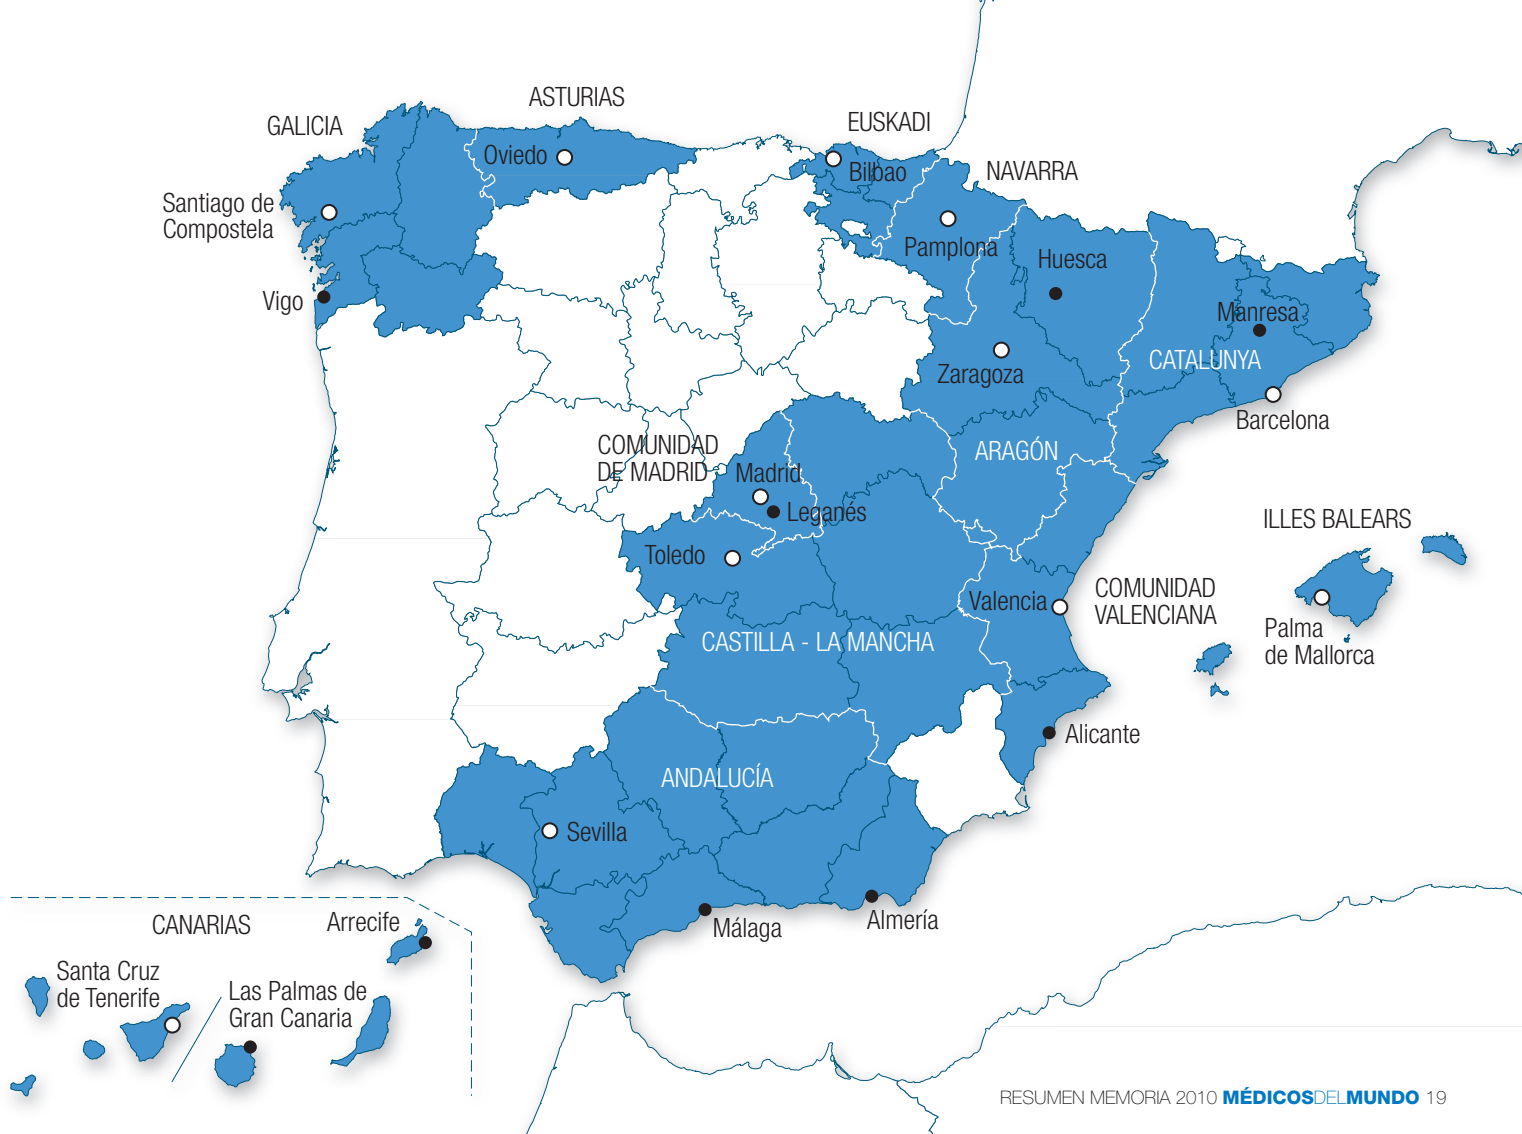 ASTURIAS
GALICIA
EUSKADI
Oviedo
Bilbao
NAVARRA
Santiago de
Compostela
Pamplona
Huesca
Vigo
Manresa
CATALUNYA
Zaragoza
Barcelona
COMUNIDAD
DE MADRID
ARAGÓN
Madrid
Leganés
ILLES BALEARS
Toledo
COMUNIDAD
VALENCIANA
Valencia
Palma
de Mallorca
CASTILLA - LA MANCHA
Alicante
ANDALUCÍA
Sevilla
Málaga
Almería
CANARIAS
Arrecife
Santa Cruz
de Tenerife
Las Palmas de
Gran Canaria
RESUMEN MEMORIA 2010 MÉDICOSDELMUNDO 19